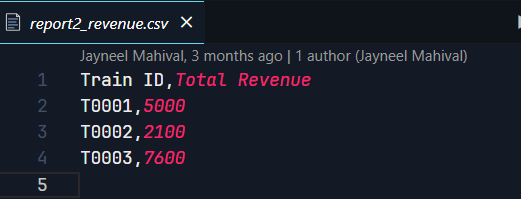 report2_revenue.csv
Jayneel Mahival, 3 months ago | 1 author (Jayneel Mahival)
1 Train ID,Total Revenue
2 T0001,5000
3 T0002,2100
4 T0003,7600
5